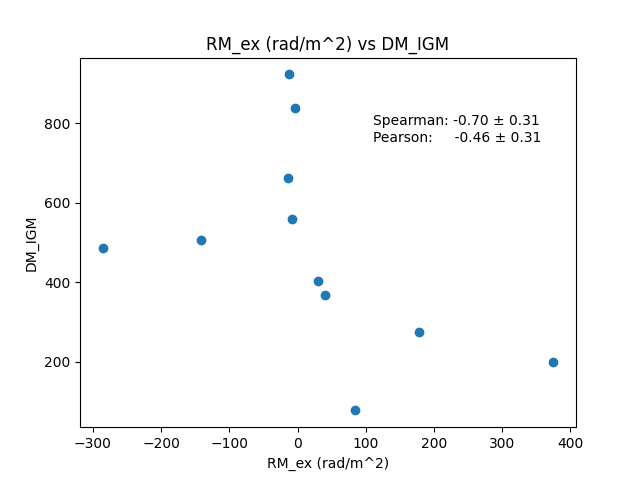 RM_ex (rad/m^2) vs DM_IGM
Spearman: -0.70 ± 0.31
Pearson: -0.46 ± 0.31
DM_IGM
800
600
400
200
−300 −200 −100 0 100 200 300 400
RM_ex (rad/m^2)